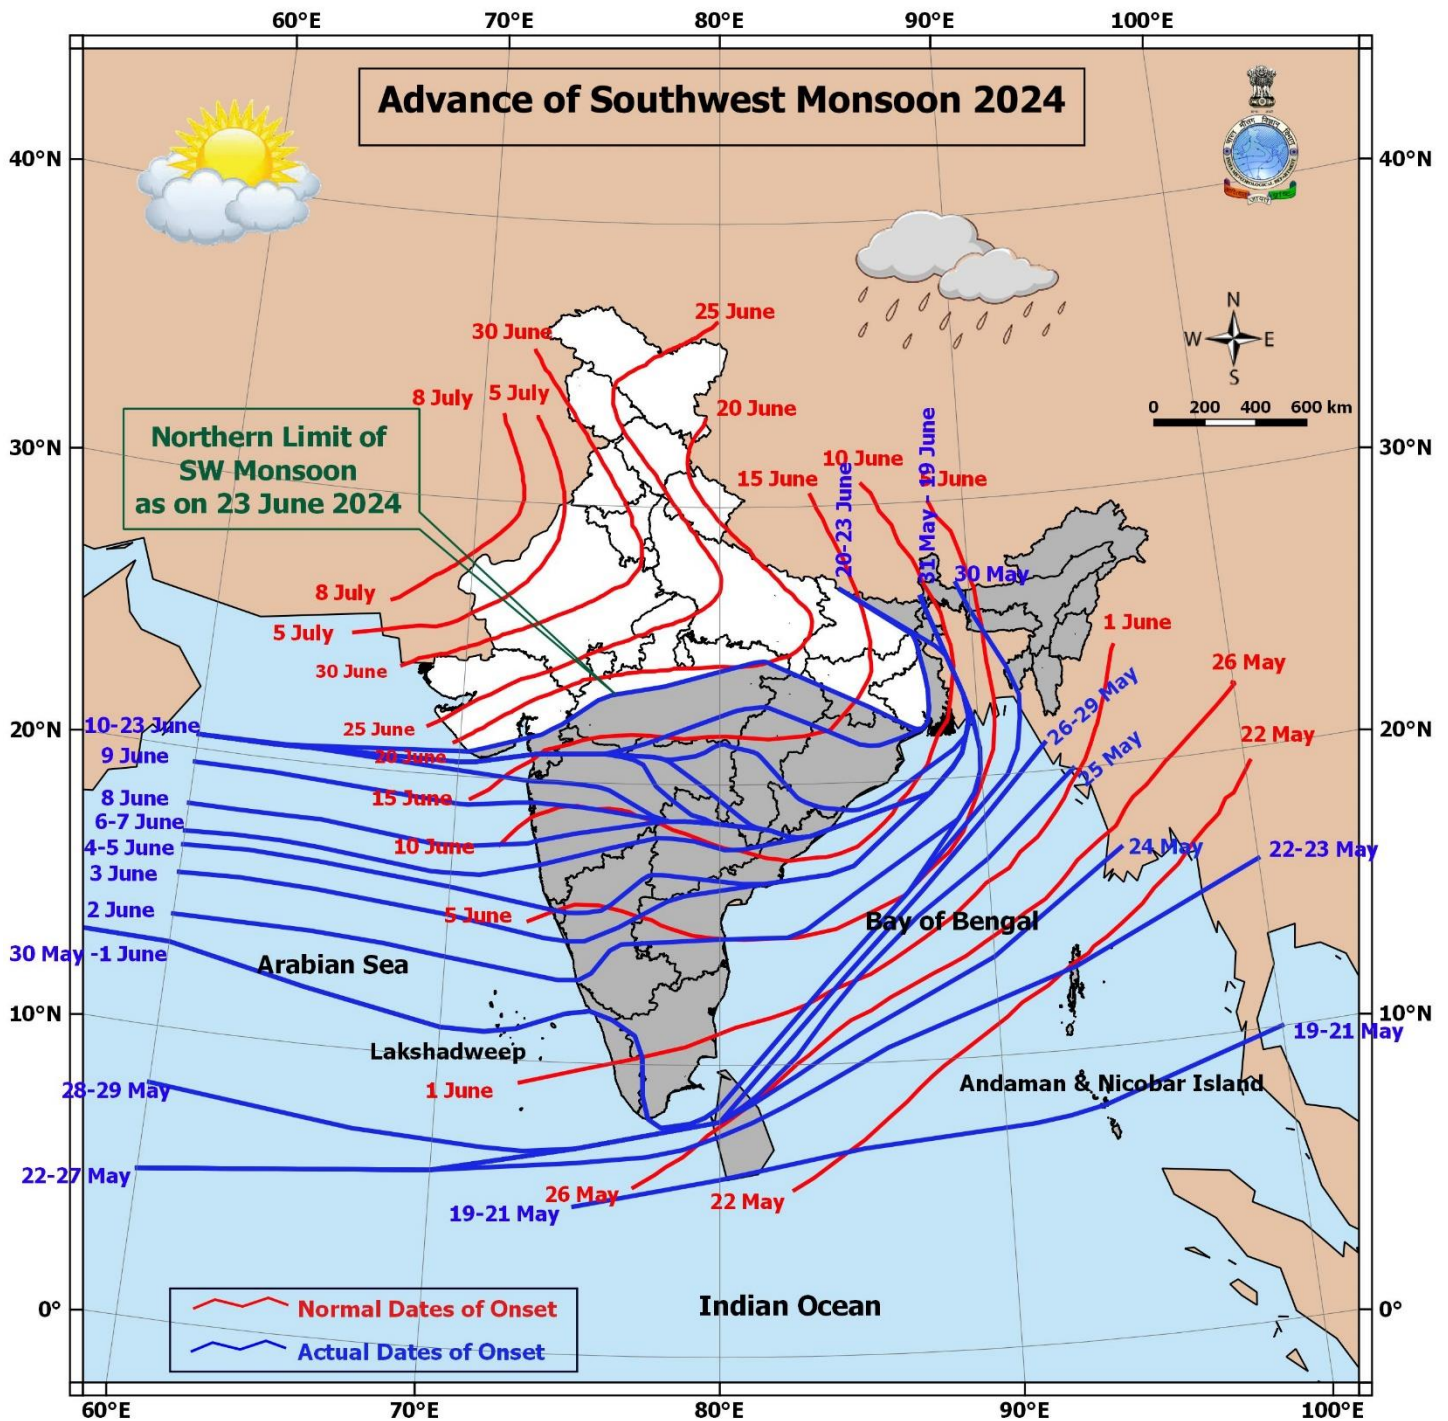 60°E 70°E 80°E 90°E 100°E
Advance of Southwest Monsoon 2024
40°N 40°N
N
W E
S
25 June
30 June
8 July 5 July
20 June
0 200 400 600 km
Northern Limit of
SW Monsoon
as on 23 June 2024
30°N 30°N
10 June
15 June
20-23 June
31 May - 19 June
5 June
30 May
8 July
5 July
1 June
30 June
26 May
26-29 May
25 June
10-23 June
20°N 20°N
22 May
9 June
20 June
25 May
8 June
15 June
6-7 June
4-5 June
10 June
24 May
22-23 May
3 June
2 June
5 June
Bay of Bengal
30 May -1 June
Arabian Sea
10°N 10°N
19-21 May
Lakshadweep
28-29 May
1 June
Andaman & Nicobar Island
22-27 May
26 May
22 May
19-21 May
Indian Ocean
0° 0°
Normal Dates of Onset
Actual Dates of Onset
60°E 70°E 80°E 90°E 100°E